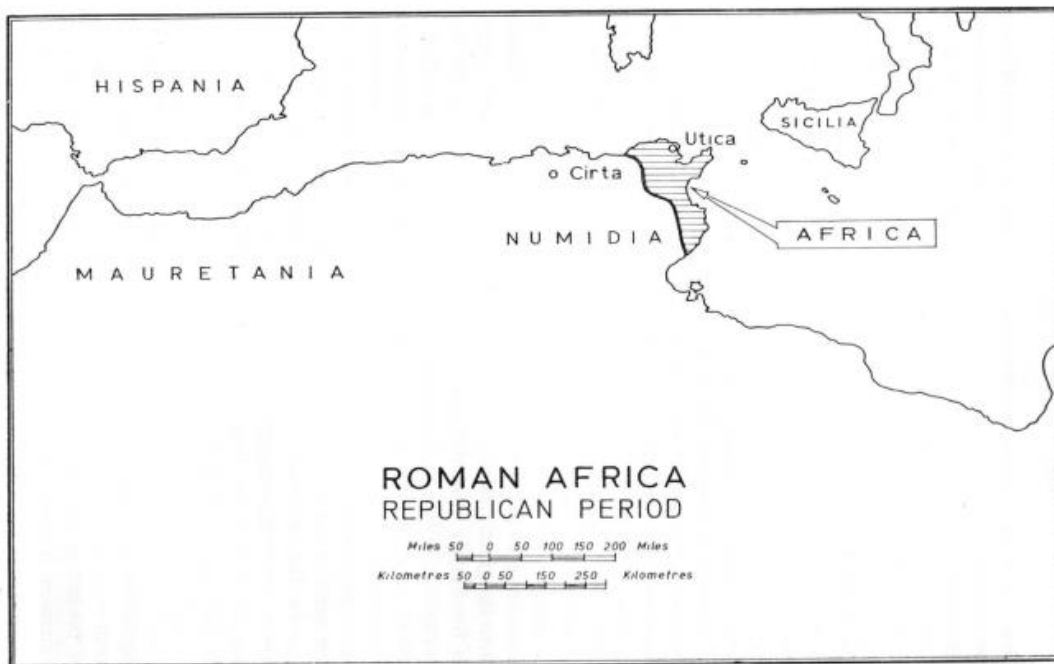 HISPANIA
SICILIA
Utica
Cirta
AFRICA
NUMIDIA
MAURETANIA
ROMAN AFRICA
REPUBLICAN PERIOD
Miles 50 0 50 100 150 200 Miles
Kilometres 50 0 50 150 250 Kilometres